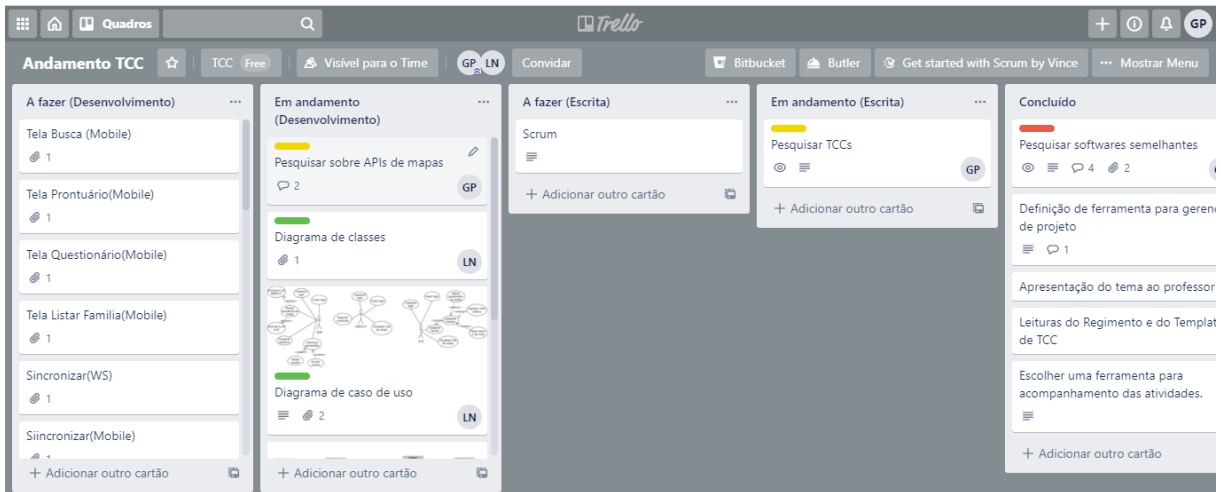 Quadros
Trello
GP
Andamento TCC
TCC Free
Visível para o Time
GP LN
Convidar
Bitbucket
Butler
Get started with Scrum by Vince
... Mostrar Menu
A fazer (Desenvolvimento) ...
Tela Busca (Mobile)
1
Tela Prontuário(Mobile)
1
Tela Questionário(Mobile)
1
Tela Listar Familia(Mobile)
1
Sincronizar(WS)
1
Siincronizar(Mobile)
1
+ Adicionar outro cartão
Em andamento ...
(Desenvolvimento)
Pesquisar sobre APIs de mapas
2
GP
Diagrama de classes
1
LN
Diagrama de caso de uso
2
LN
+ Adicionar outro cartão
A fazer (Escrita) ...
Scrum
+ Adicionar outro cartão
Em andamento (Escrita) ...
Pesquisar TCCs
GP
+ Adicionar outro cartão
Concluído
Pesquisar softwares semelhantes
4 2
Definição de ferramenta para geren
de projeto
1
Apresentação do tema ao professor
Leituras do Regimento e do Templat
de TCC
Escolher uma ferramenta para
acompanhamento das atividades.
+ Adicionar outro cartão